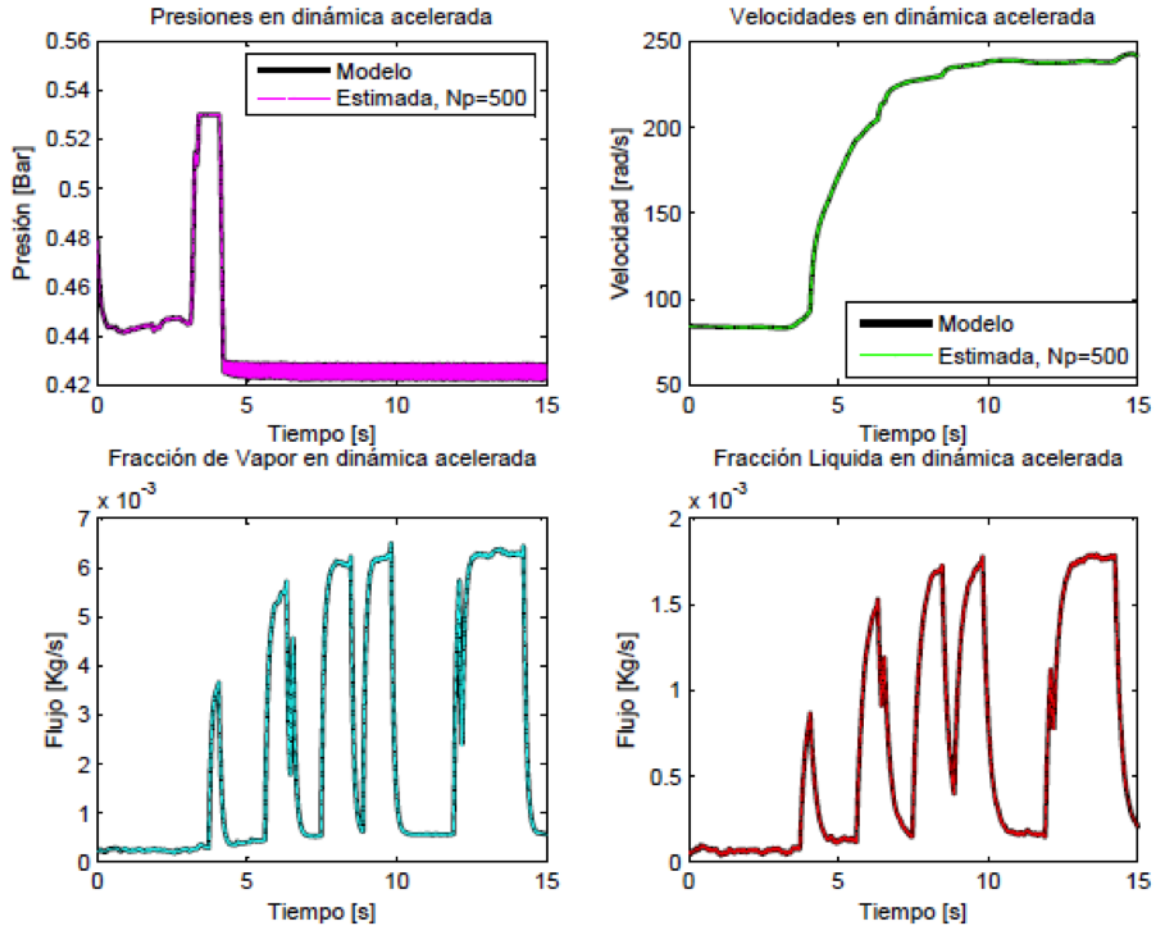 Presiones en dinámica acelerada
0.56
0.54
0.52
0.5
0.48
0.46
0.44
0.42
Presión [Bar]
Modelo
Estimada, Np=500
0
5
10
15
Tiempo [s]
Velocidades en dinámica acelerada
250
200
150
100
50
Velocidad [rad/s]
Modelo
Estimada, Np=500
0
5
10
15
Tiempo [s]
Fracción de Vapor en dinámica acelerada
x 10-3
7
6
5
4
3
2
1
0
Flujo [Kg/s]
0
5
10
15
Tiempo [s]
Fracción Liquida en dinámica acelerada
x 10-3
2
1.5
1
0.5
0
Flujo [Kg/s]
0
5
10
15
Tiempo [s]